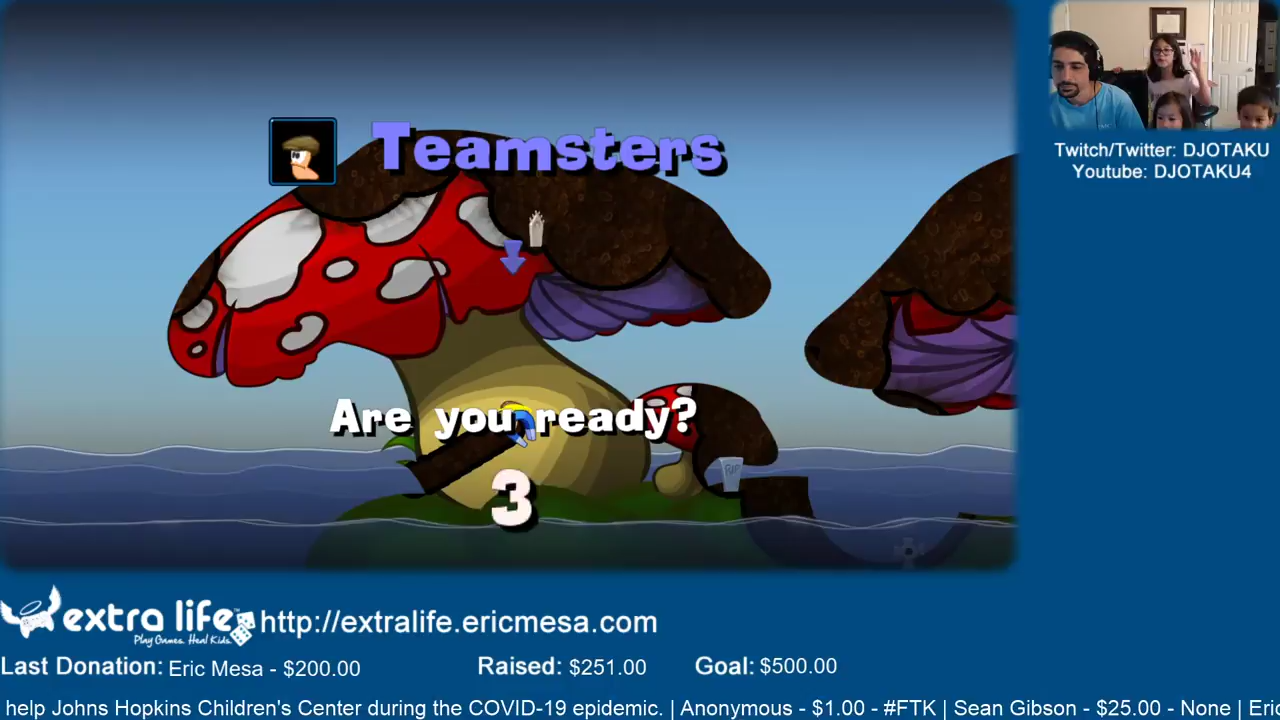 Teamsters
Are you ready?
3
RIP
Twitch/Twitter: DJOTAKU
Youtube: DJOTAKU4
extra life
Play Games. Heal Kids.
http://extralife.ericmesa.com
Last Donation: Eric Mesa - $200.00
Raised: $251.00
Goal: $500.00
help Johns Hopkins Children's Center during the COVID-19 epidemic. | Anonymous - $1.00 - #FTK | Sean Gibson - $25.00 - None | Eric